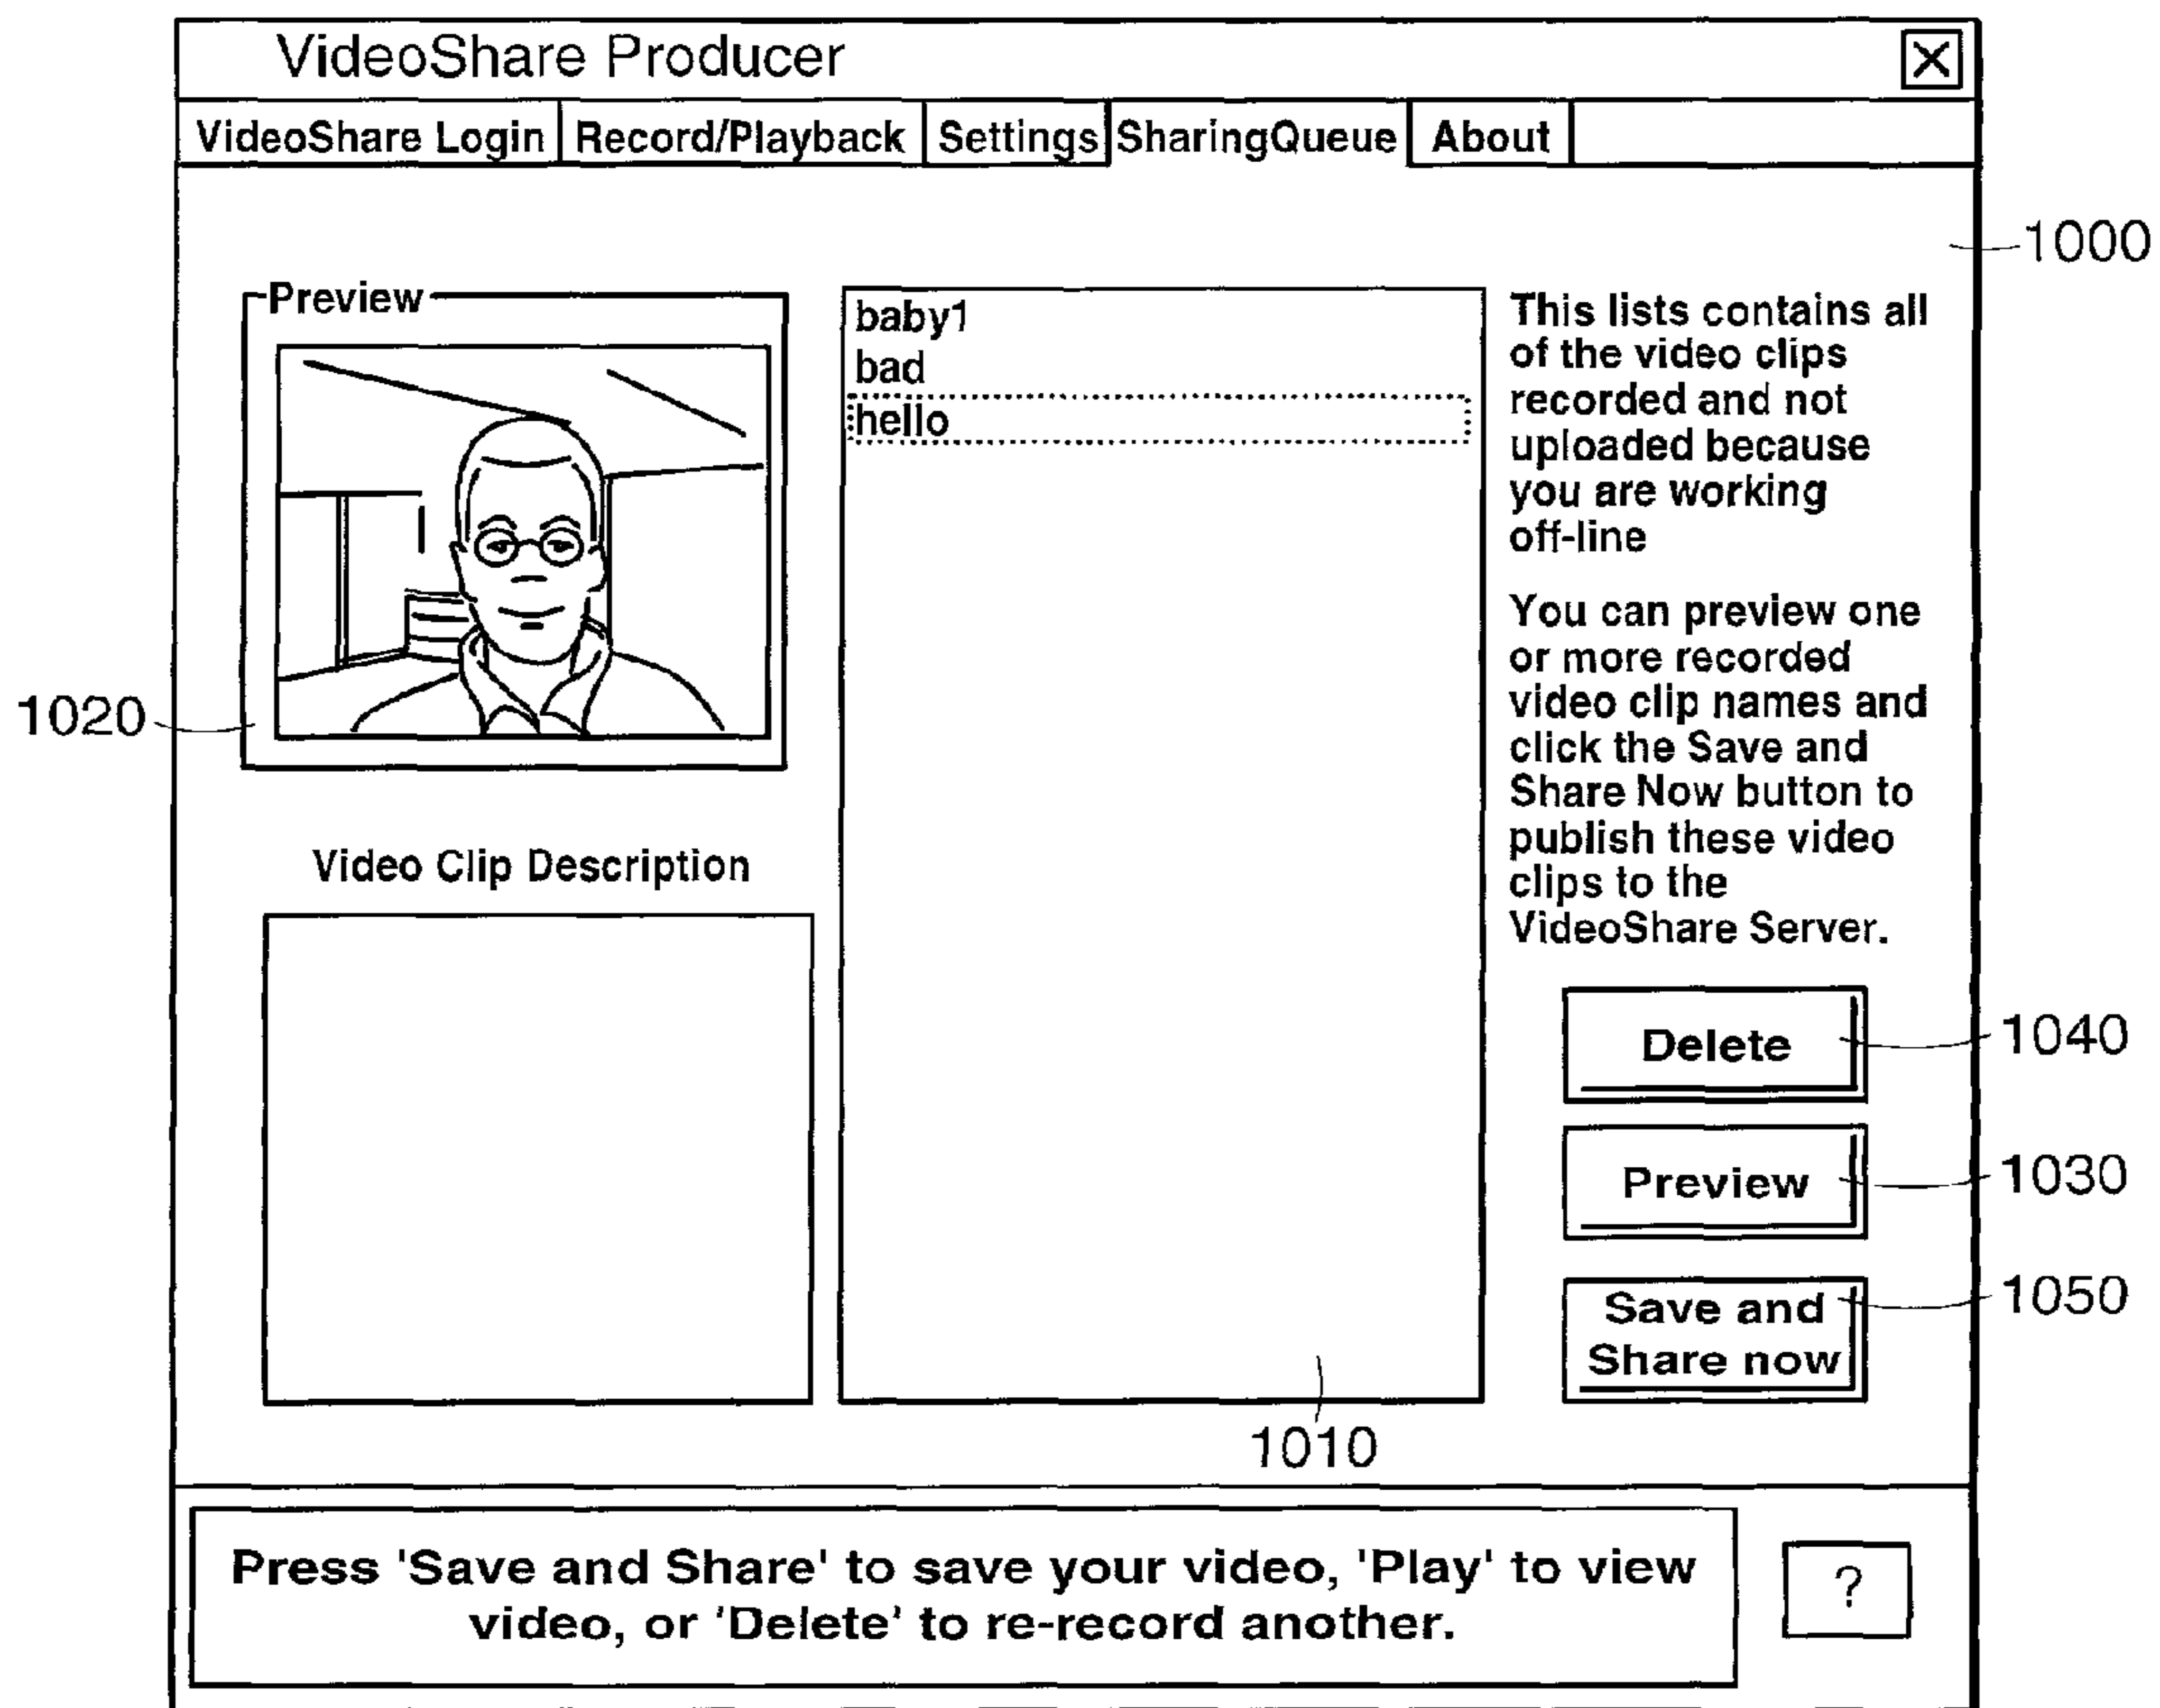 VideoShare Producer
VideoShare Login Record/Playback Settings SharingQueue About
1000
Preview
1020
Video Clip Description
baby1
bad
hello
1010
This lists contains all
of the video clips
recorded and not
uploaded because
you are working
off-line
You can preview one
or more recorded
video clip names and
click the Save and
Share Now button to
publish these video
clips to the
VideoShare Server.
Delete
1040
Preview
1030
Save and
Share now
1050
Press 'Save and Share' to save your video, 'Play' to view
video, or 'Delete' to re-record another.
?